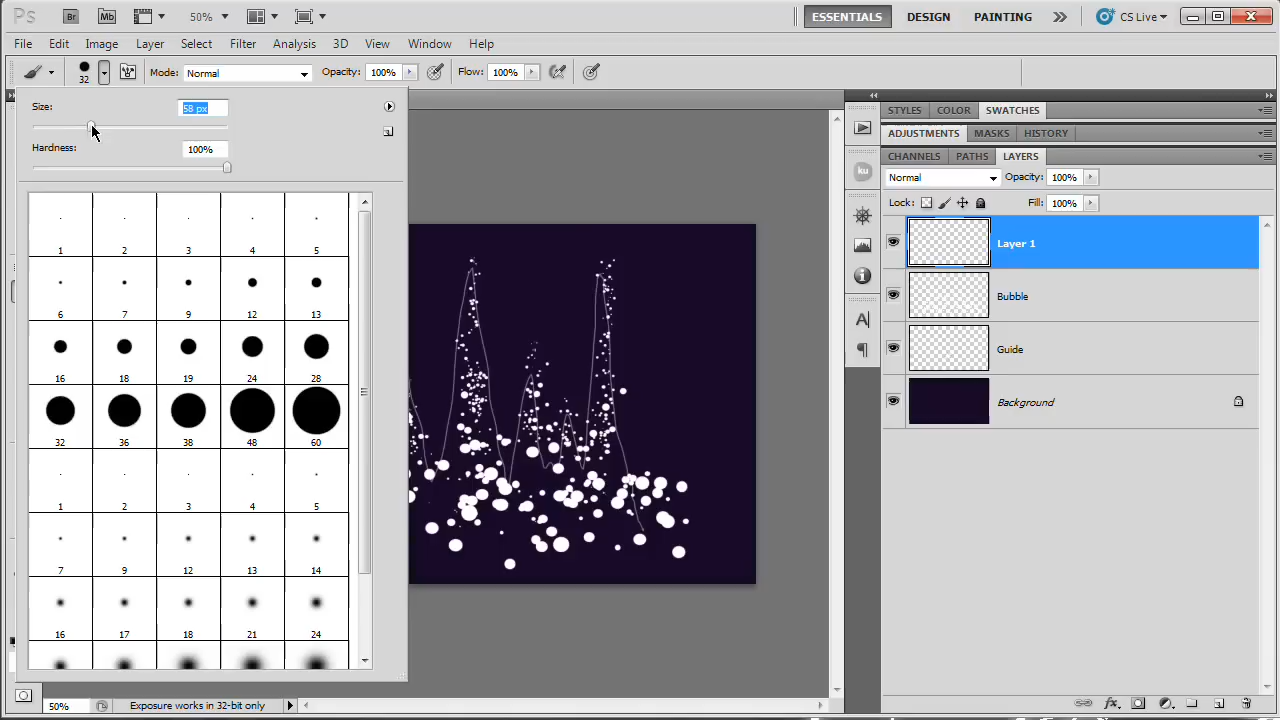 Ps Br Mb 50% ESSENTIALS DESIGN PAINTING CS Live
File Edit Image Layer Select Filter Analysis 3D View Window Help
32 Mode: Normal Opacity: 100% Flow: 100%
Size: 58 px
Hardness: 100%
1 2 3 4 5
6 7 9 12 13
16 18 19 24 28
32 36 38 48 60
1 2 3 4 5
7 9 12 13 14
16 17 18 21 24
50% Exposure works in 32-bit only
ku
A
STYLES COLOR SWATCHES
ADJUSTMENTS MASKS HISTORY
CHANNELS PATHS LAYERS
Normal Opacity: 100%
Lock: Fill: 100%
Layer 1
Bubble
Guide
Background
fx